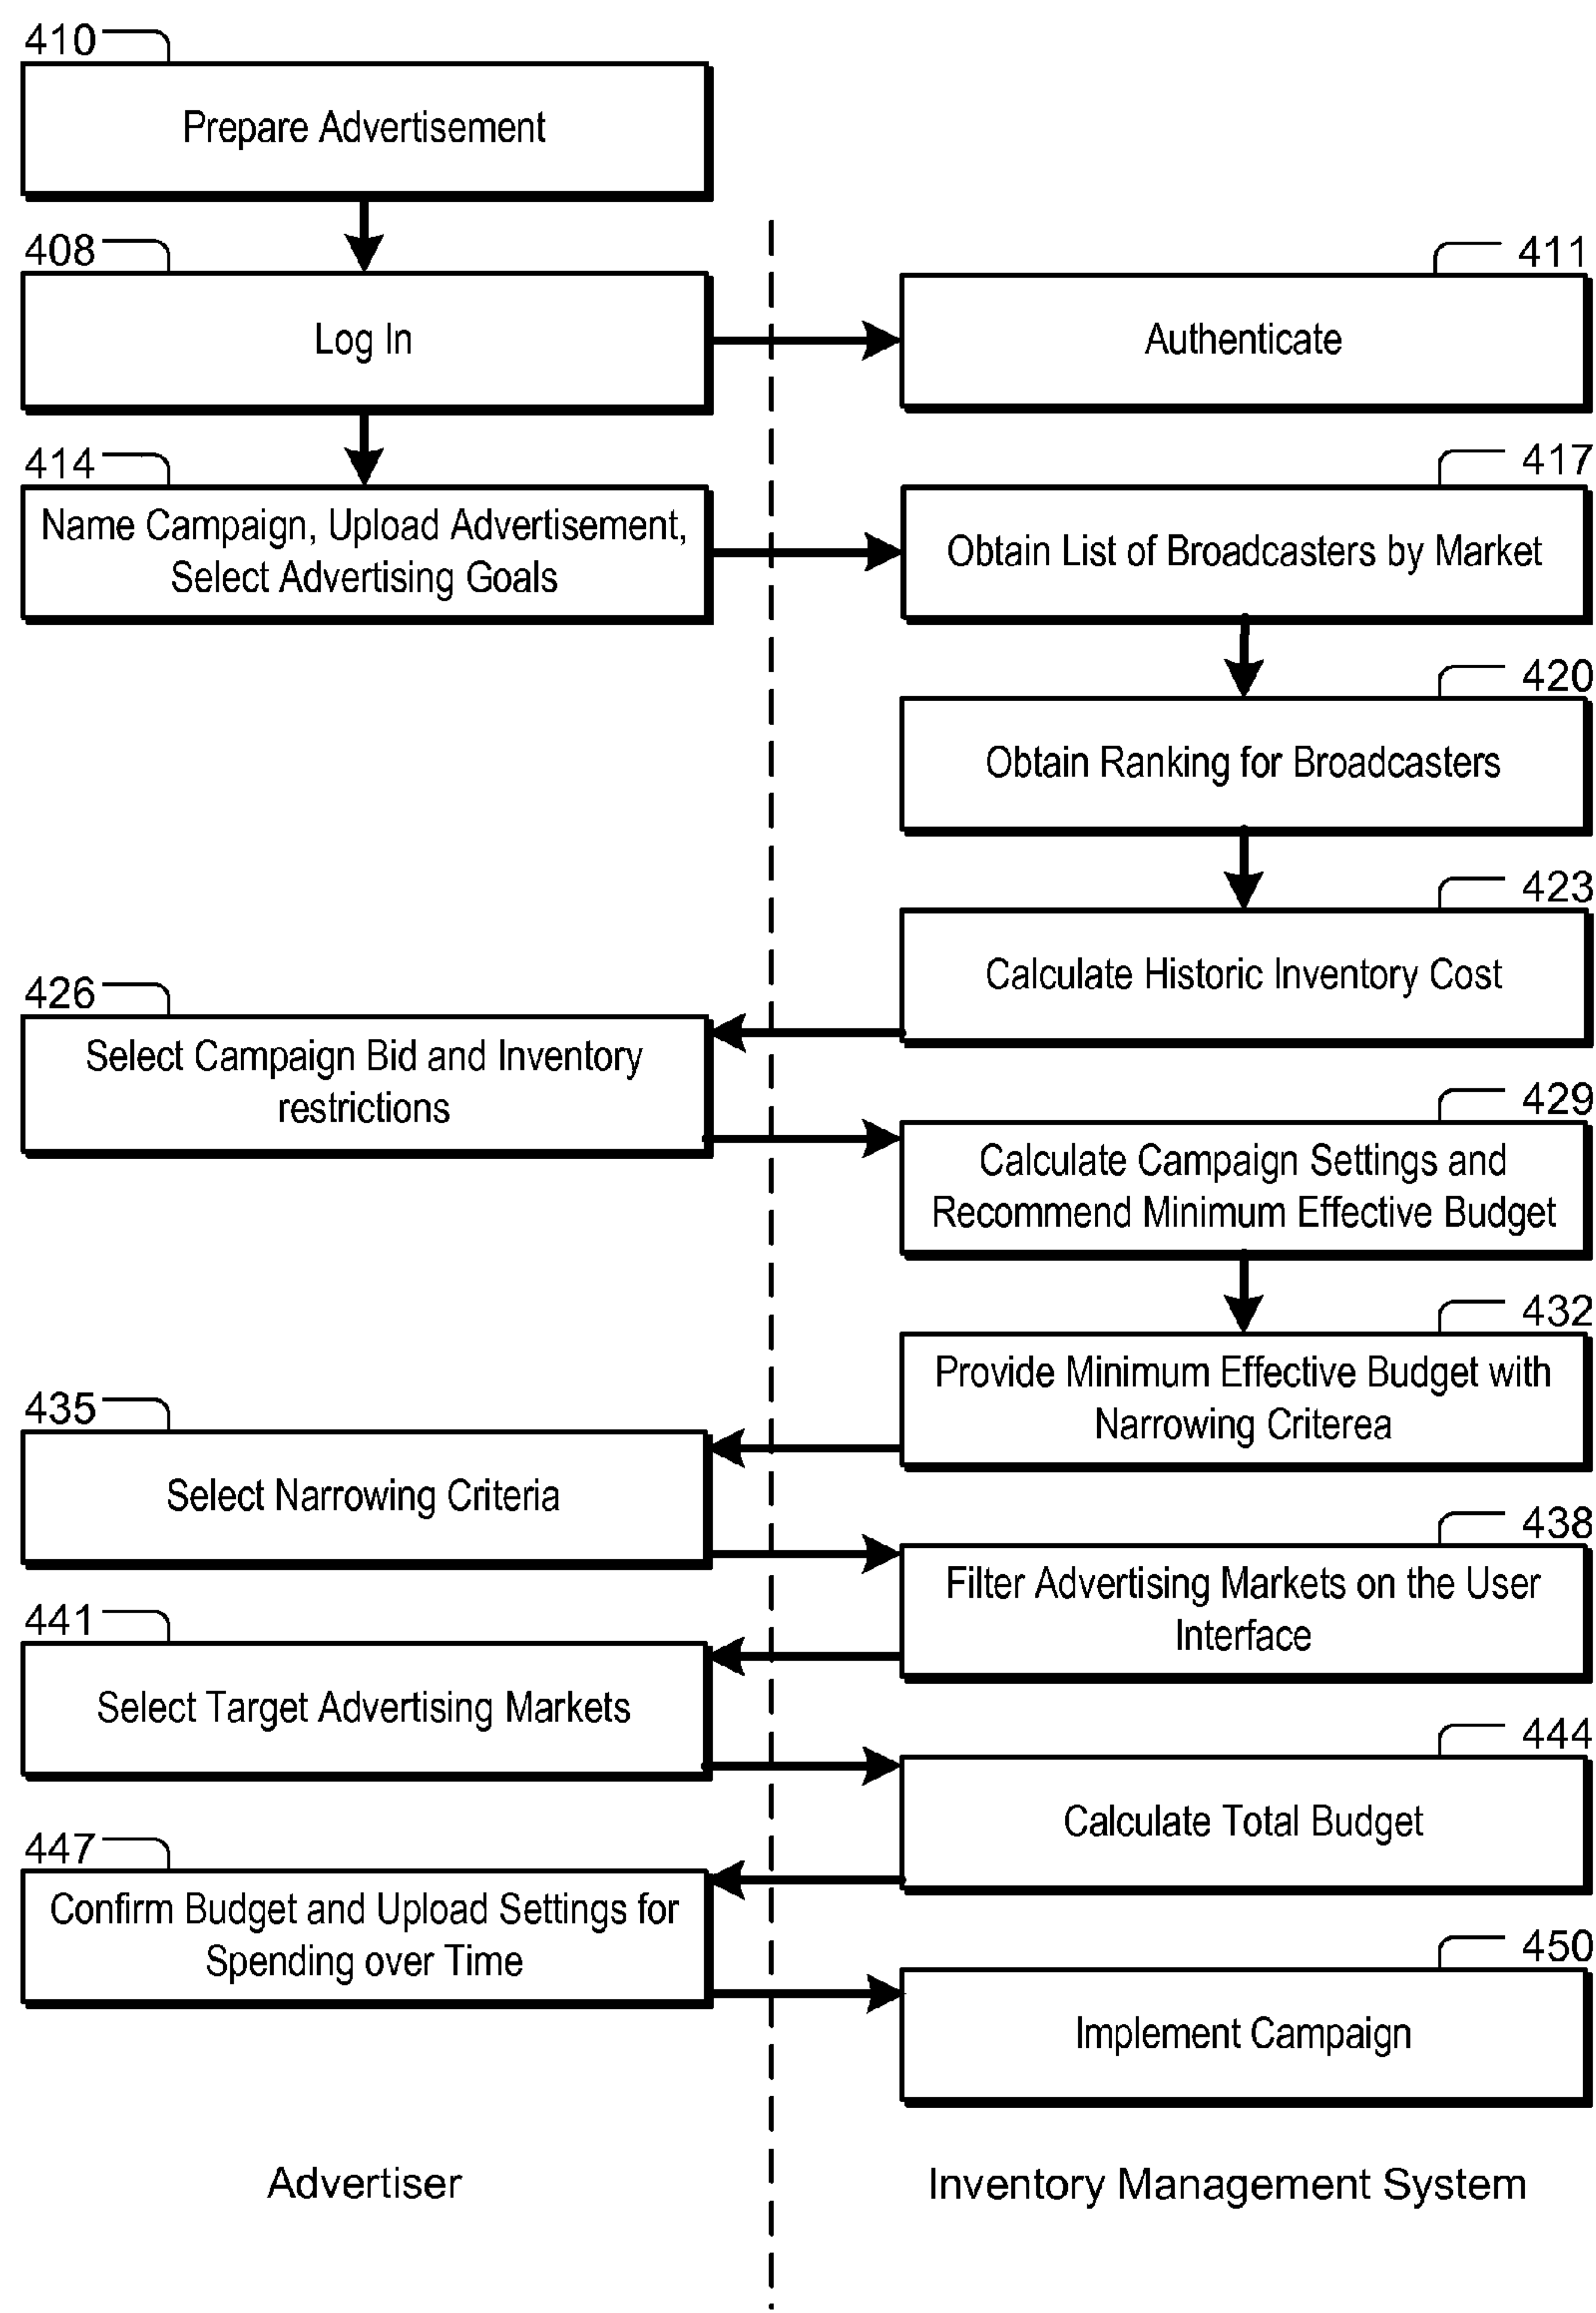 410
Prepare Advertisement
408
Log In
411
Authenticate
414
Name Campaign, Upload Advertisement,
Select Advertising Goals
417
Obtain List of Broadcasters by Market
420
Obtain Ranking for Broadcasters
423
Calculate Historic Inventory Cost
426
Select Campaign Bid and Inventory
restrictions
429
Calculate Campaign Settings and
Recommend Minimum Effective Budget
432
Provide Minimum Effective Budget with
Narrowing Criterea
435
Select Narrowing Criteria
438
Filter Advertising Markets on the User
Interface
441
Select Target Advertising Markets
444
Calculate Total Budget
447
Confirm Budget and Upload Settings for
Spending over Time
450
Implement Campaign
Advertiser
Inventory Management System